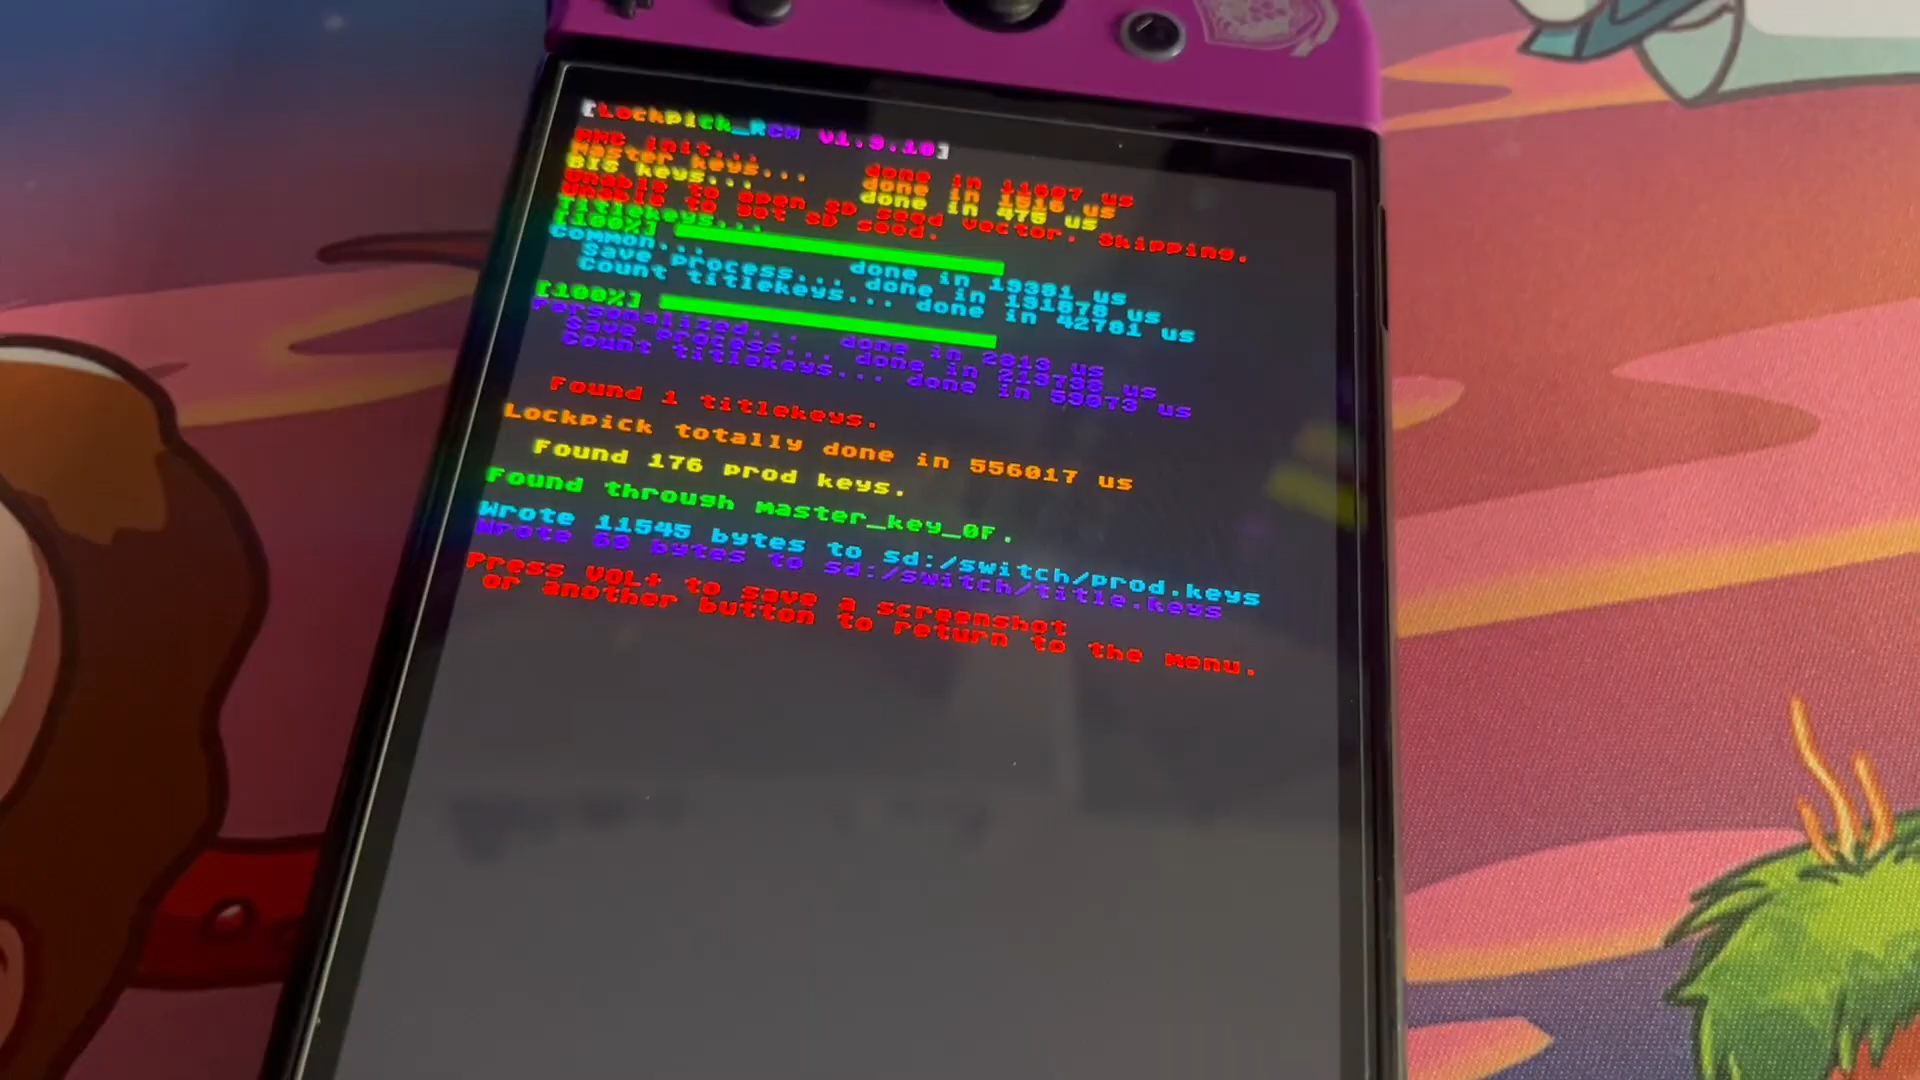 [Lockpick_RCM v1.9.10]
MMC init... done in 11607 us
Master keys... done in 1516 us
BIS keys... done in 476 us
Unable to open SD seed vector. Skipping.
Unable to get SD seed.
Titlekeys...
[100%]
Common... done in 19381 us
Save Process... done in 191878 us
Count titlekeys... done in 42781 us
[100%]
Personalized... done in 2813 us
Save Process... done in us
Count titlekeys... done in 59073 us
Found 1 titlekeys.
Lockpick totally done in 556017 us
Found 176 prod keys.
Found through master_key_0F.
Wrote 11545 bytes to sd:/switch/prod.keys
Wrote 69 bytes to sd:/switch/title.keys
Press VOL+ to save a screenshot
or another button to return to the menu.